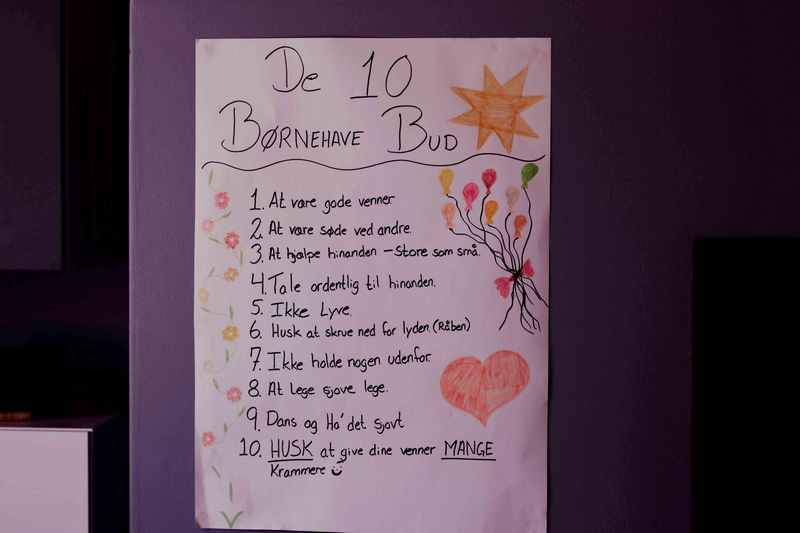 De 10
BØRNEHAVE BUD
1. At være gode venner
2. At være søde ved andre.
3. At hjælpe hinanden – Store som små.
4. Tale ordentlig til hinanden.
5. Ikke Lyve.
6. Husk at skrue ned for lyden. (Råben)
7. Ikke holde nogen udenfor.
8. At Lege sjove lege.
9. Dans og Ha' det sjovt
10. HUSK at give dine venner MANGE
Krammere